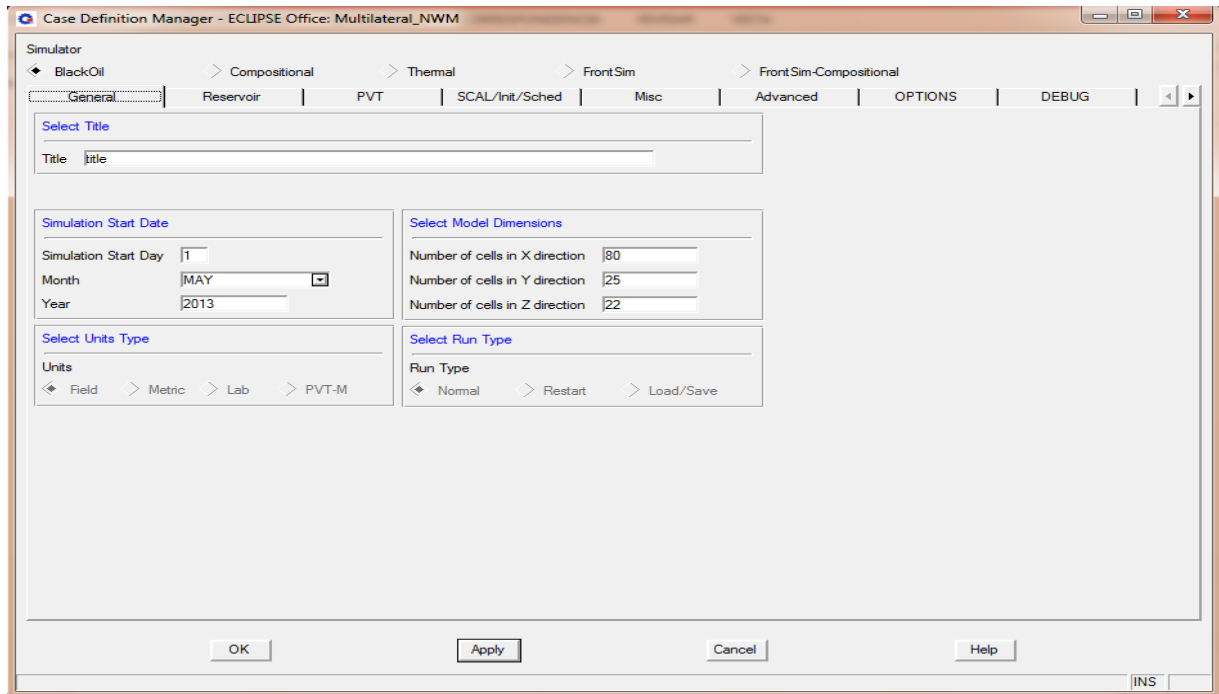 Case Definition Manager - ECLIPSE Office: Multilateral_NWM
Simulator
BlackOil Compositional Thermal FrontSim FrontSim-Compositional
General Reservoir PVT SCAL/Init/Sched Misc Advanced OPTIONS DEBUG
Select Title
Title title
Simulation Start Date
Simulation Start Day 1
Month MAY
Year 2013
Select Model Dimensions
Number of cells in X direction 80
Number of cells in Y direction 25
Number of cells in Z direction 22
Select Units Type
Units
Field Metric Lab PVT-M
Select Run Type
Run Type
Normal Restart Load/Save
OK Apply Cancel Help
INS